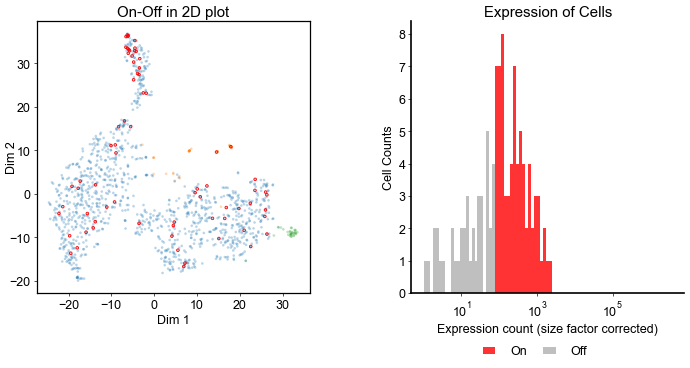 On-Off in 2D plot
Dim 2
30
20
10
0
−10
−20
−20 −10 0 10 20 30
Dim 1
Expression of Cells
Cell Counts
8
7
6
5
4
3
2
1
0
10^1 10^3 10^5
Expression count (size factor corrected)
On Off